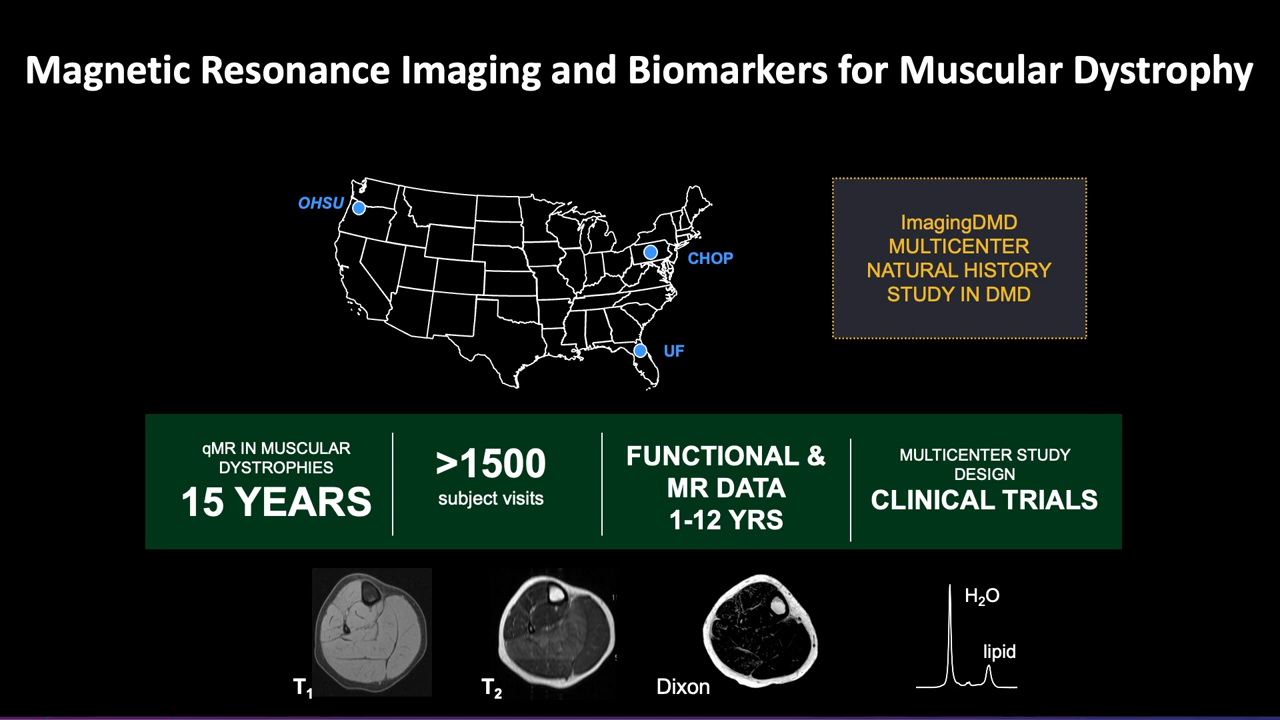 Magnetic Resonance Imaging and Biomarkers for Muscular Dystrophy
OHSU
CHOP
UF
ImagingDMD
MULTICENTER
NATURAL HISTORY
STUDY IN DMD
qMR IN MUSCULAR
DYSTROPHIES
15 YEARS
>1500
subject visits
FUNCTIONAL &
MR DATA
1-12 YRS
MULTICENTER STUDY
DESIGN
CLINICAL TRIALS
T₁
T₂
Dixon
H₂O
lipid